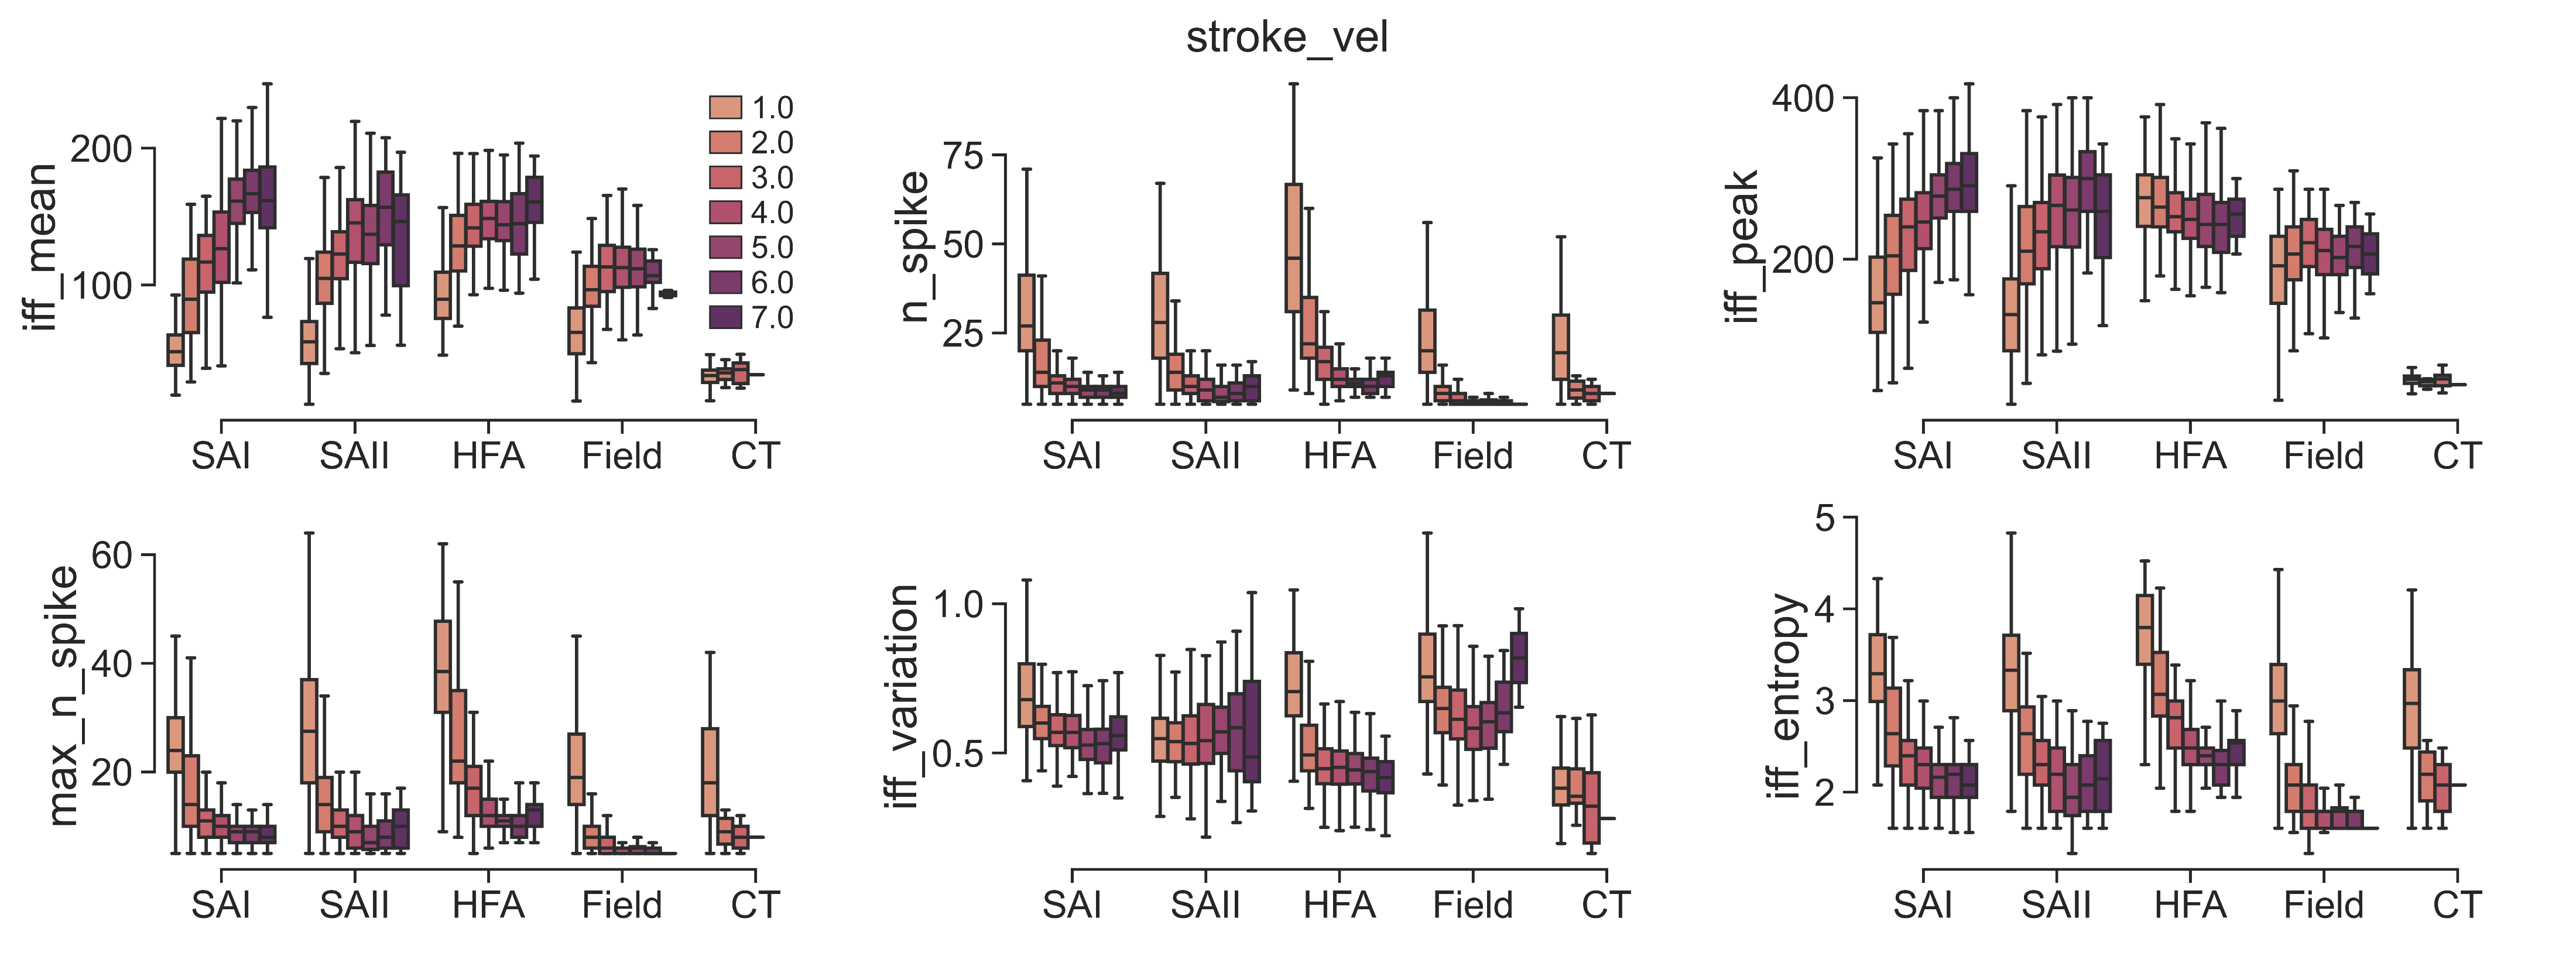 stroke_vel
iff_mean
200
100
1.0
2.0
3.0
4.0
5.0
6.0
7.0
SAI SAII HFA Field CT
n_spike
75
50
25
SAI SAII HFA Field CT
iff_peak
400
200
SAI SAII HFA Field CT
max_n_spike
60
40
20
SAI SAII HFA Field CT
iff_variation
1.0
0.5
SAI SAII HFA Field CT
iff_entropy
5
4
3
2
SAI SAII HFA Field CT